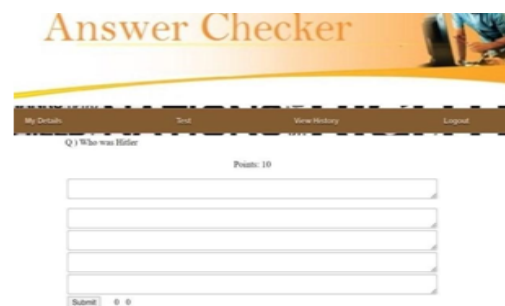 Answer Checker
My Details Test View History Logout
Q ) Who was Hitler
Points: 10
Submit 0 0